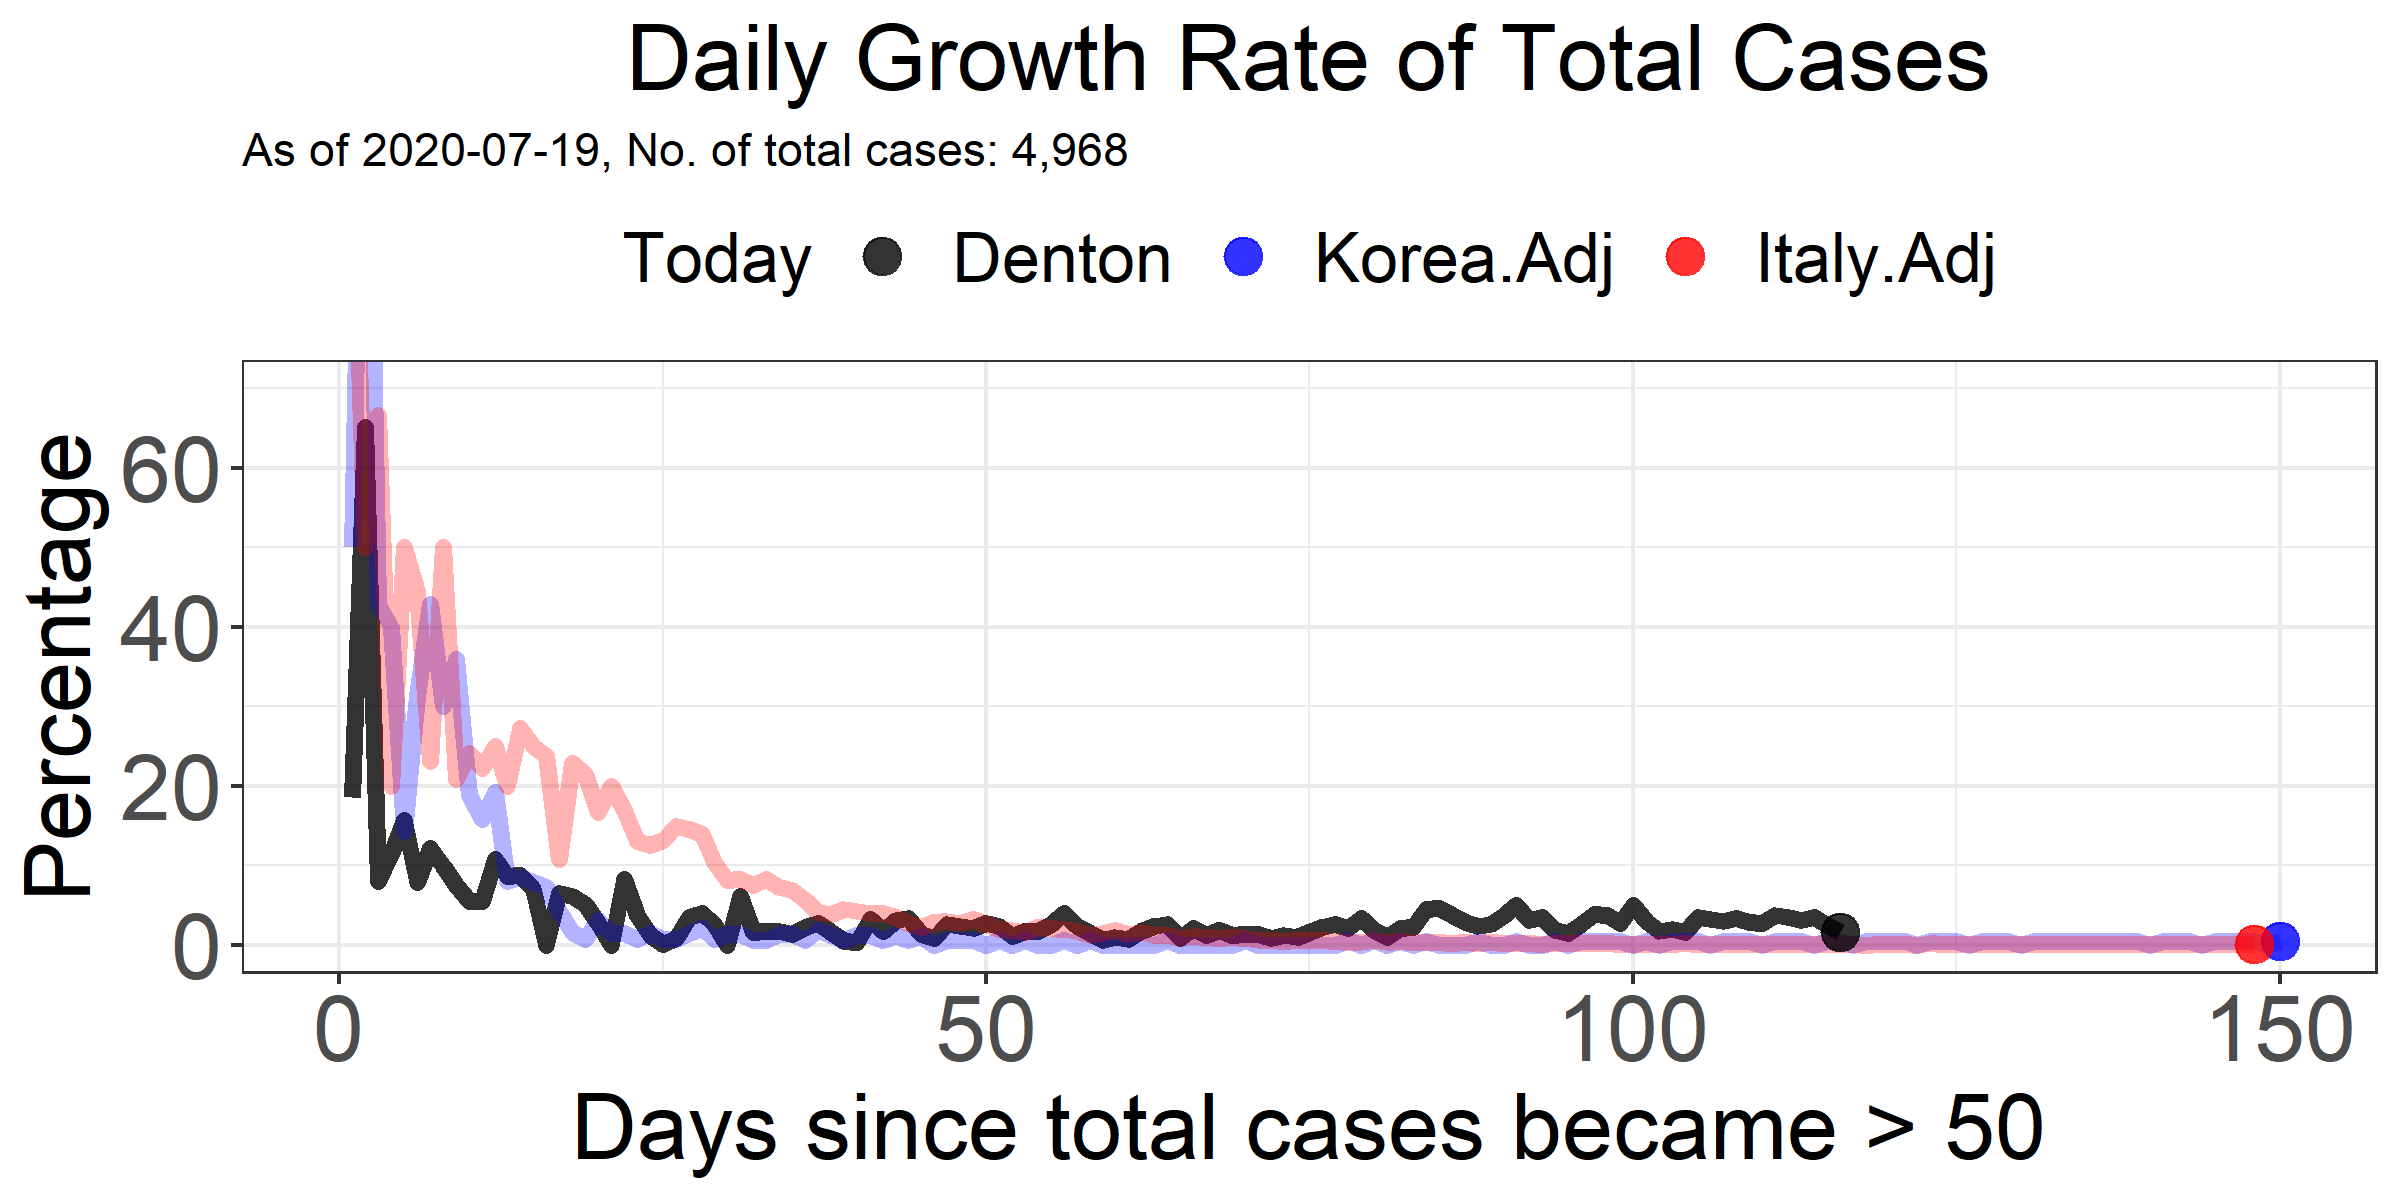 Daily Growth Rate of Total Cases
As of 2020-07-19, No. of total cases: 4,968
Today Denton Korea.Adj Italy.Adj
Percentage
60
40
20
0
0 50 100 150
Days since total cases became > 50